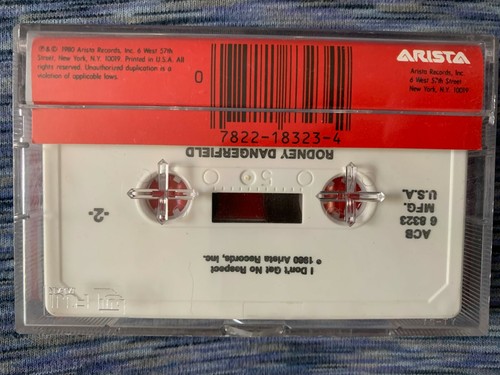 ℗ & © 1980 Arista Records, Inc. 6 West 57th
Street, New York, N.Y. 10019. Printed in U.S.A. All
rights reserved. Unauthorized duplication is a
violation of applicable laws.
0
7822-18323-4
ARISTA
Arista Records, Inc.
6 West 57th Street
New York, N.Y. 10019
RODNEY DANGERFIELD
50
-2-
ACB
6 8323
MFG.
U.S.A.
I Don't Get No Respect
℗ 1980 Arista Records, Inc.